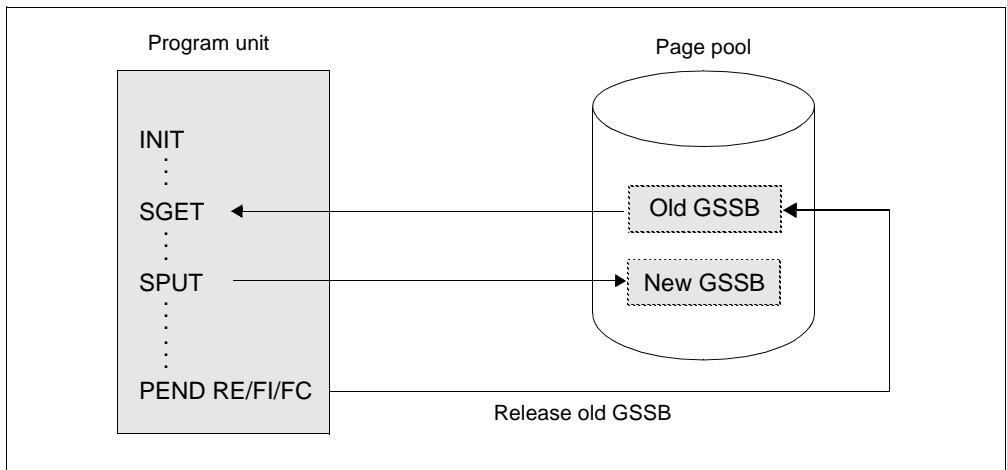 Program unit
Page pool
INIT
SGET
Old GSSB
SPUT
New GSSB
PEND RE/FI/FC
Release old GSSB